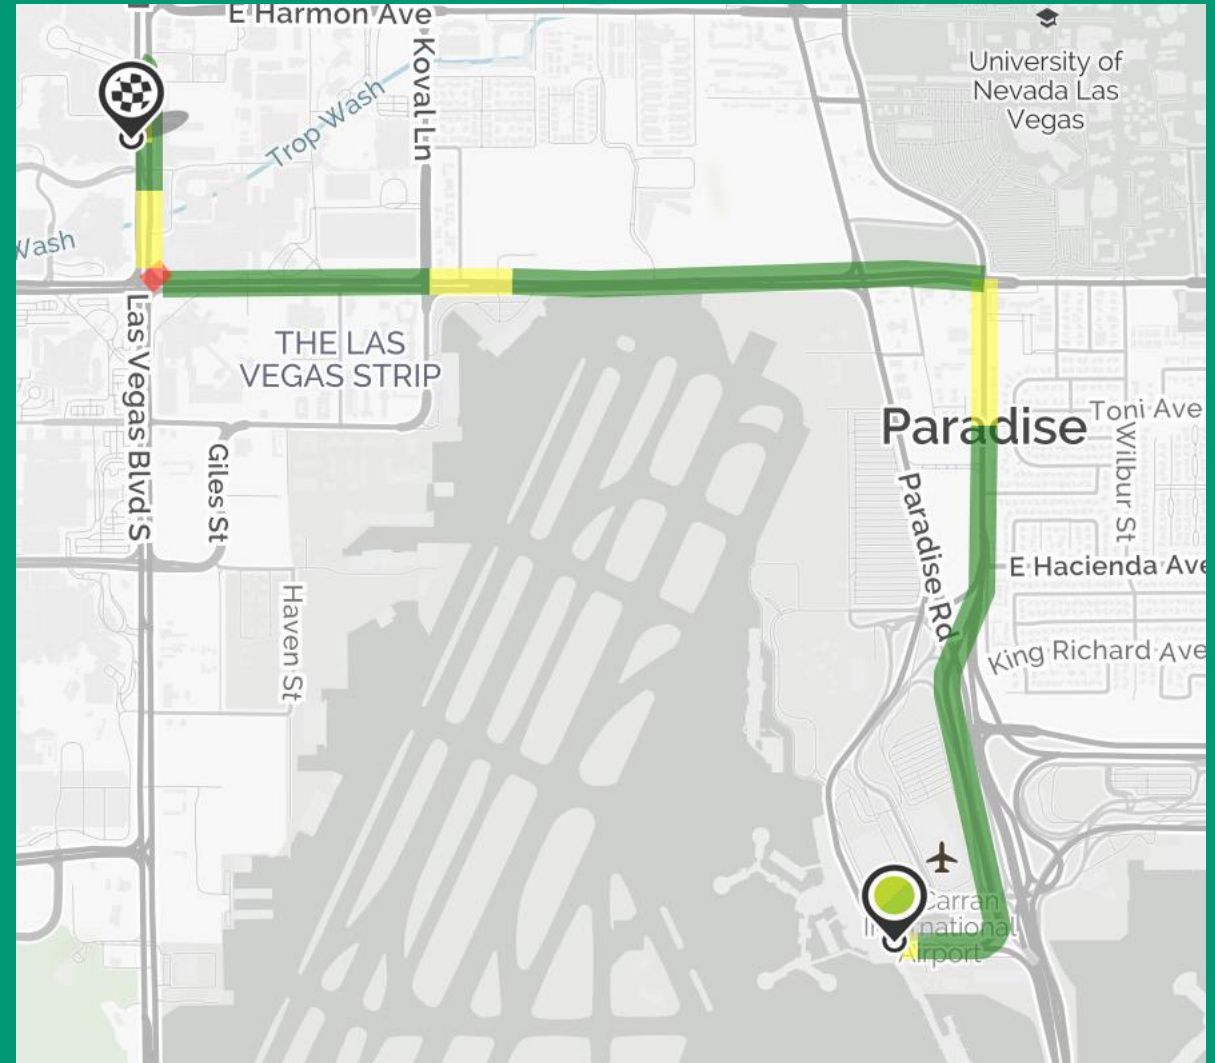 E Harmon Ave
Koval Ln
University of
Nevada Las
Vegas
Trop Wash
Wash
Las Vegas Blvd S
THE LAS
VEGAS STRIP
Giles St
Paradise
Toni Ave
Wilbur St
Paradise Rd
E Hacienda Ave
Haven St
King Richard Ave
Carran
International
Airport